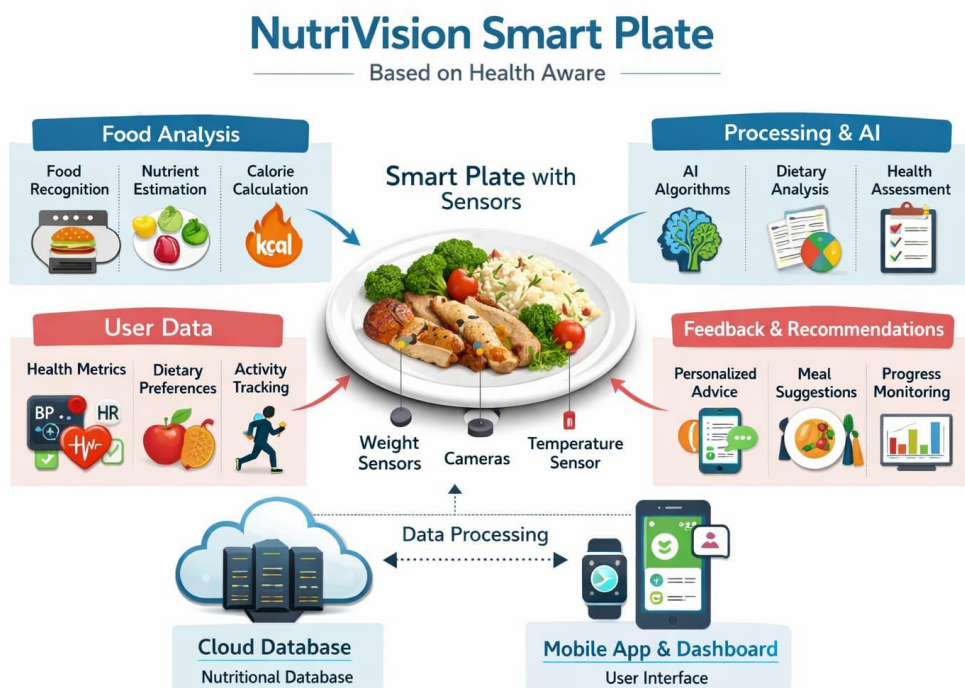 NutriVision Smart Plate
Based on Health Aware
Food Analysis
Food
Recognition
Nutrient
Estimation
Calorie
Calculation
kcal
Processing & AI
AI
Algorithms
Dietary
Analysis
Health
Assessment
Smart Plate with
Sensors
User Data
Health Metrics
BP
HR
Dietary
Preferences
Activity
Tracking
Feedback & Recommendations
Personalized
Advice
Meal
Suggestions
Progress
Monitoring
Weight
Sensors
Cameras
Temperature
Sensor
Data Processing
Cloud Database
Nutritional Database
Mobile App & Dashboard
User Interface